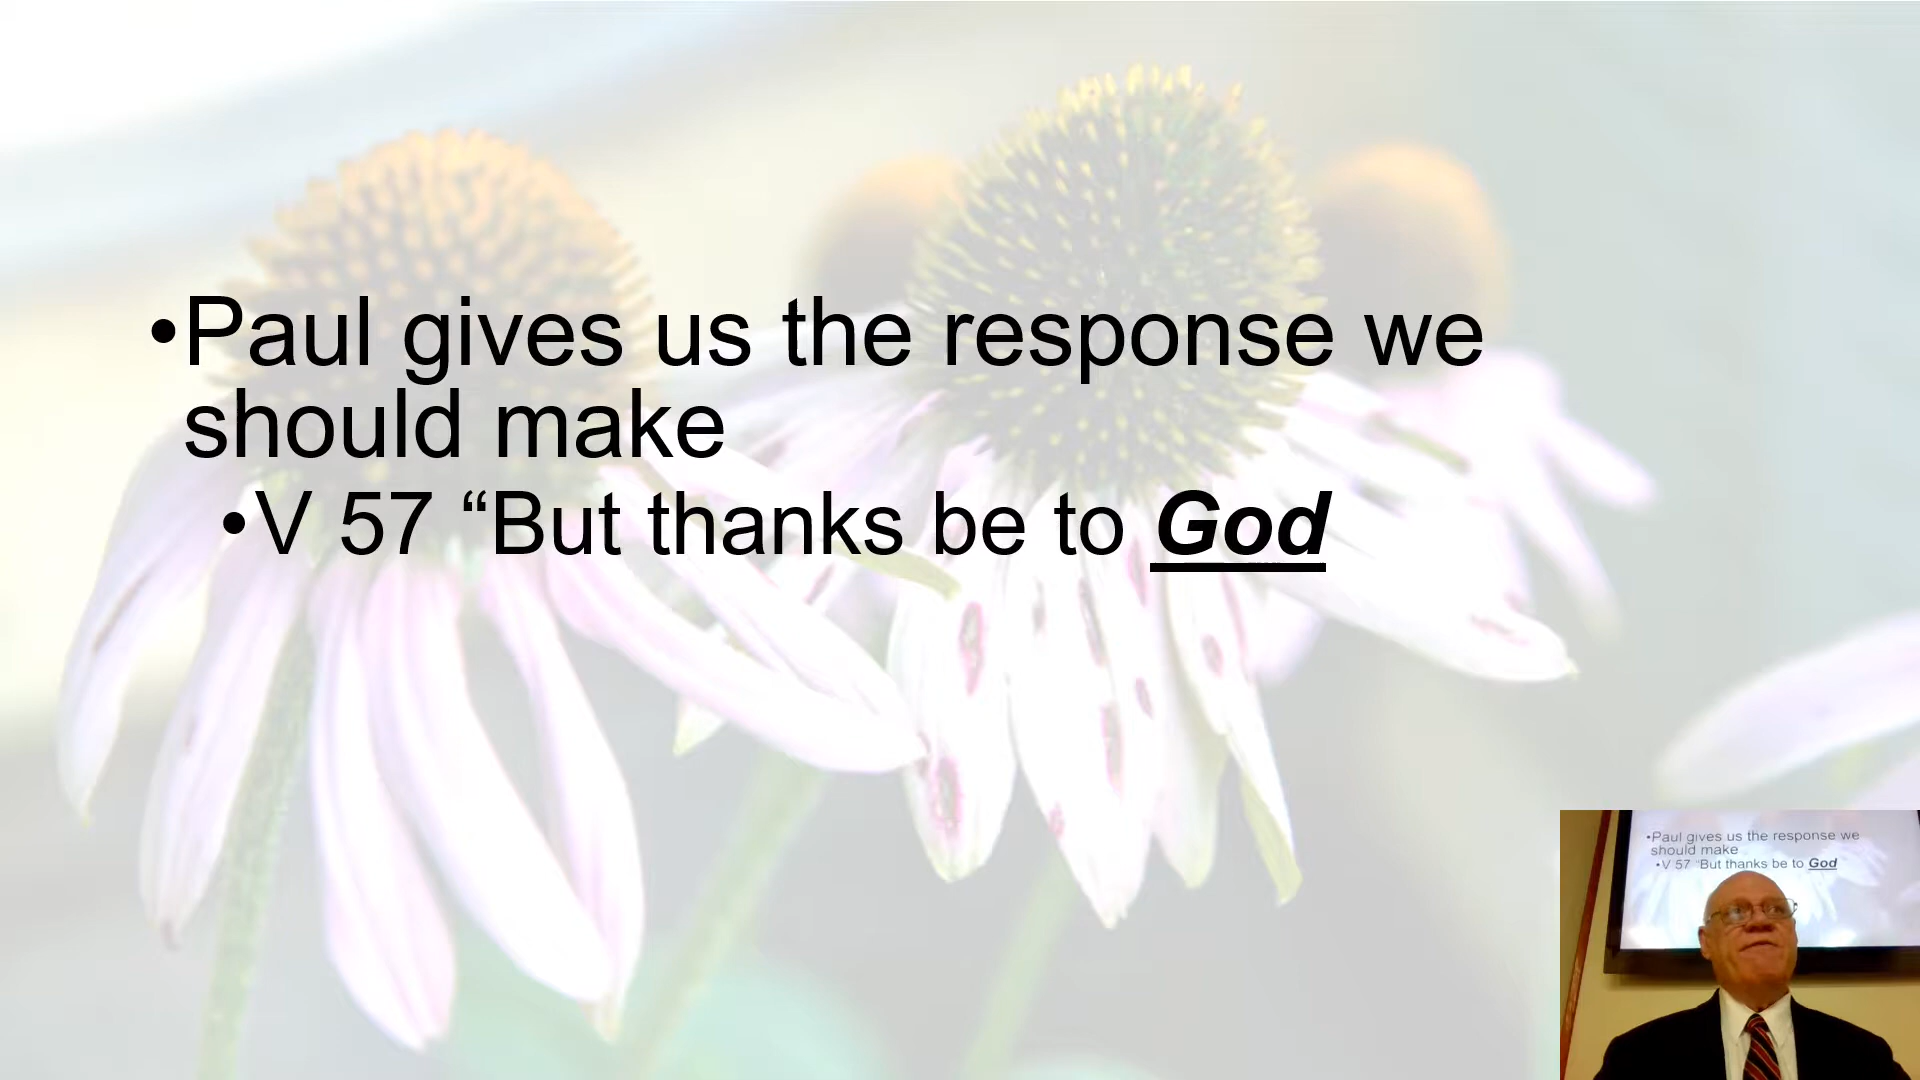 •Paul gives us the response we
should make
•V 57 “But thanks be to God
•Paul gives us the response we
should make
•V 57 “But thanks be to God